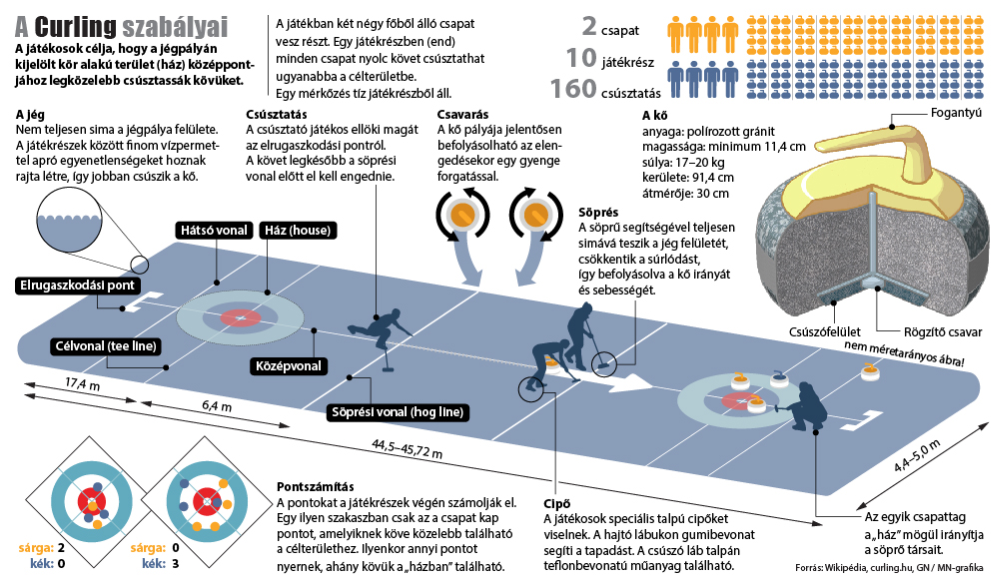 A Curling szabályai
A játékosok célja, hogy a jégpályán
kijelölt kör alakú terület (ház) középpont-
jához legközelebb csúsztassák kövüket.
A játékban két négy főből álló csapat
vesz részt. Egy játékrészben (end)
minden csapat nyolc követ csúsztathat
ugyanabba a célterületbe.
Egy mérkőzés tíz játékrészből áll.
2 csapat
10 játékrész
160 csúsztatás
A jég
Nem teljesen sima a jégpálya felülete.
A játékrészek között finom vízpermet-
tel apró egyenetlenségeket hoznak
rajta létre, így jobban csúszik a kő.
Csúsztatás
A csúsztató játékos ellöki magát
az elrugaszkodási pontról.
A követ legkésőbb a söprési
vonal előtt el kell engednie.
Csavarás
A kő pályája jelentősen
befolyásolható az elen-
gedésekor egy gyenge
forgatással.
A kő
anyaga: polírozott gránit
magassága: minimum 11,4 cm
súlya: 17–20 kg
kerülete: 91,4 cm
átmérője: 30 cm
Fogantyú
Söprés
A söprű segítségével teljesen
simává teszik a jég felületét,
csökkentik a súrlódást,
így befolyásolva a kő irányát
és sebességét.
Csúszófelület
Rögzítő csavar
nem méretarányos ábra!
Hátsó vonal
Ház (house)
Elrugaszkodási pont
Célvonal (tee line)
Középvonal
Söprési vonal (hog line)
17,4 m
6,4 m
44,5–45,72 m
4,4–5,0 m
sárga: 2
kék: 0
sárga: 0
kék: 3
Pontszámítás
A pontokat a játékrészek végén számolják el.
Egy ilyen szakaszban csak az a csapat kap
pontot, amelyiknek köve közelebb található
a célterülethez. Ilyenkor annyi pontot
nyernek, ahány kövük a „házban” található.
Cipő
A játékosok speciális talpú cipőket
viselnek. A hajtó lábukon gumibevonat
segíti a tapadást. A csúszó láb talpán
teflonbevonatú műanyag található.
Az egyik csapattag
a „ház” mögül irányítja
a söprő társait.
Forrás: Wikipédia, curling.hu, GN / MN-grafika